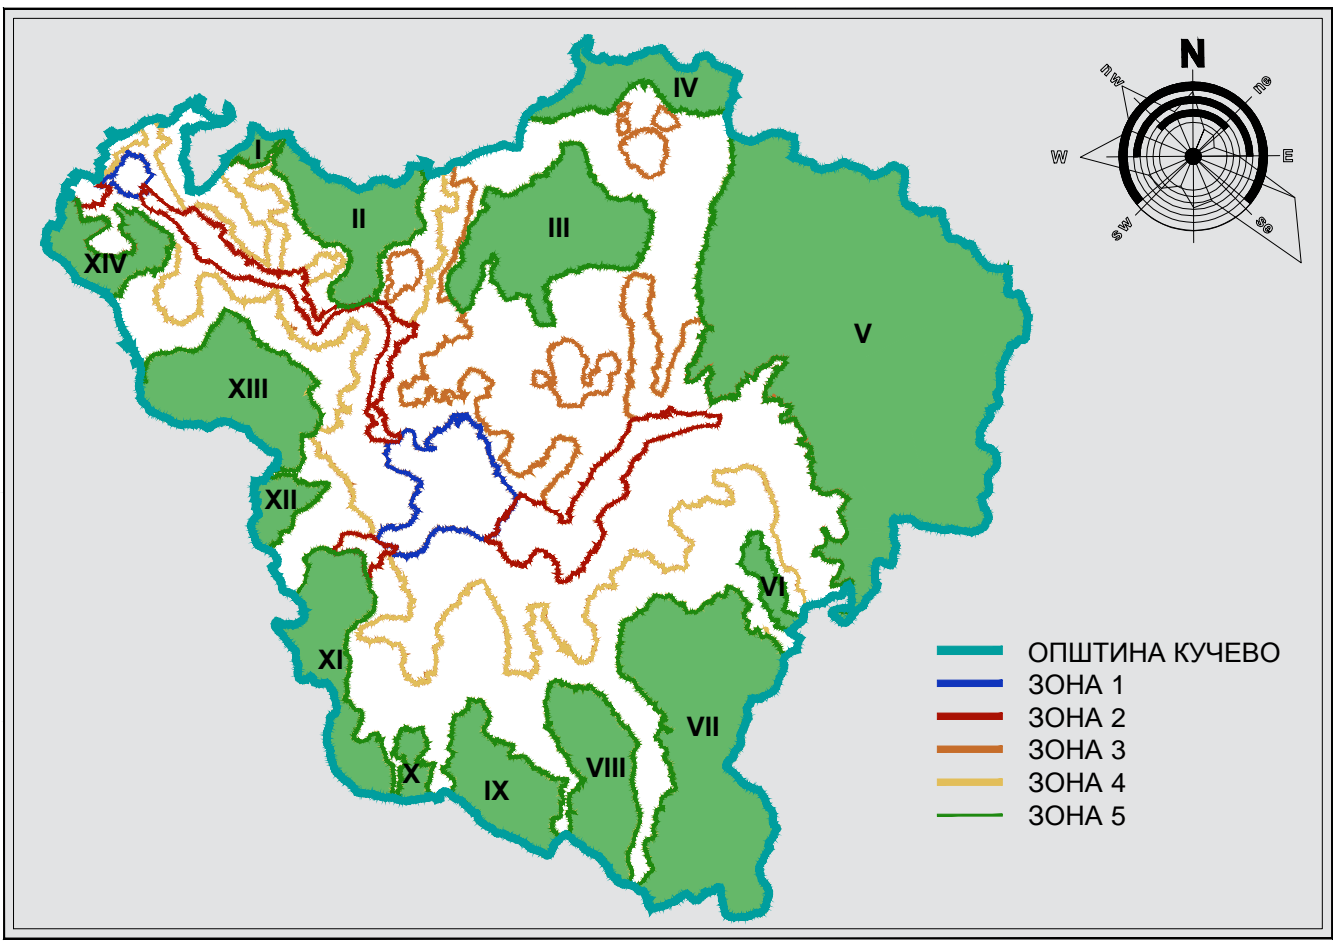 N
nw
ne
W
E
sw
se
IV
I
II
III
XIV
V
XIII
XII
VI
XI
VII
VIII
X
IX
ОПШТИНА КУЧЕВО
ЗОНА 1
ЗОНА 2
ЗОНА 3
ЗОНА 4
ЗОНА 5